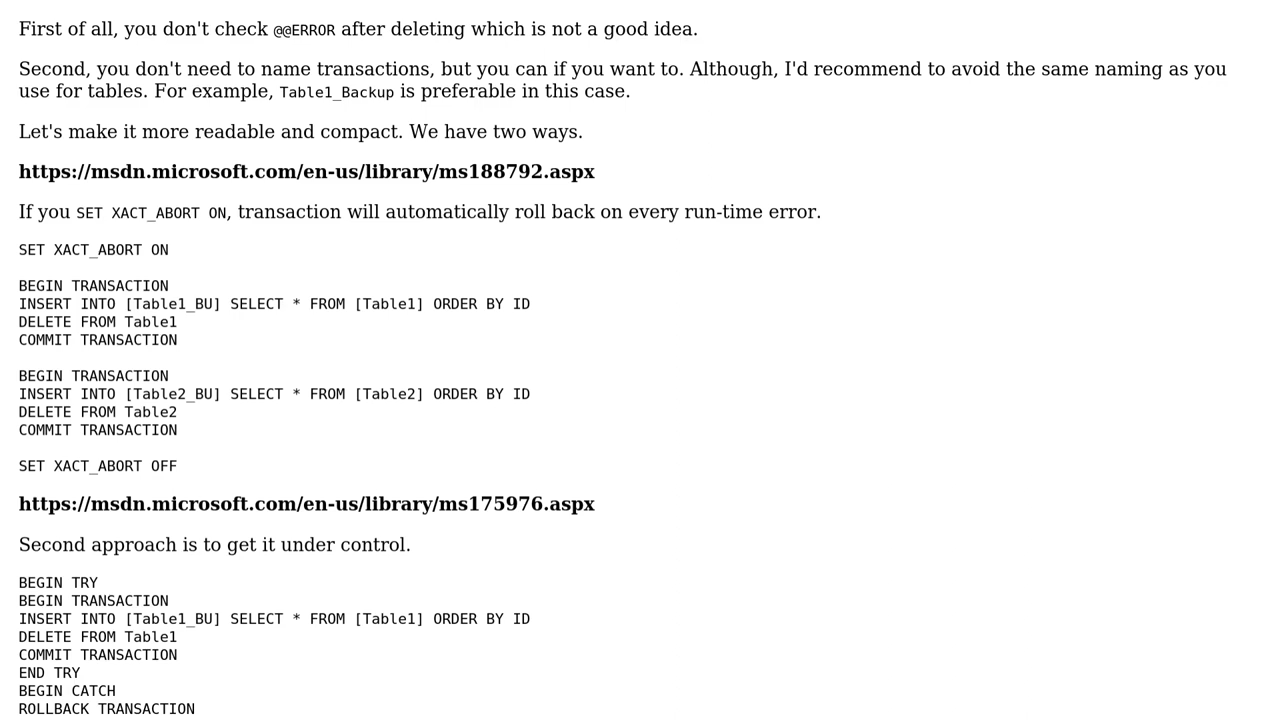 First of all, you don't check @@ERROR after deleting which is not a good idea.
Second, you don't need to name transactions, but you can if you want to. Although, I'd recommend to avoid the same naming as you
use for tables. For example, Table1_Backup is preferable in this case.
Let's make it more readable and compact. We have two ways.
https://msdn.microsoft.com/en-us/library/ms188792.aspx
If you SET XACT_ABORT ON, transaction will automatically roll back on every run-time error.
SET XACT_ABORT ON
BEGIN TRANSACTION
INSERT INTO [Table1_BU] SELECT * FROM [Table1] ORDER BY ID
DELETE FROM Table1
COMMIT TRANSACTION
BEGIN TRANSACTION
INSERT INTO [Table2_BU] SELECT * FROM [Table2] ORDER BY ID
DELETE FROM Table2
COMMIT TRANSACTION
SET XACT_ABORT OFF
https://msdn.microsoft.com/en-us/library/ms175976.aspx
Second approach is to get it under control.
BEGIN TRY
BEGIN TRANSACTION
INSERT INTO [Table1_BU] SELECT * FROM [Table1] ORDER BY ID
DELETE FROM Table1
COMMIT TRANSACTION
END TRY
BEGIN CATCH
ROLLBACK TRANSACTION